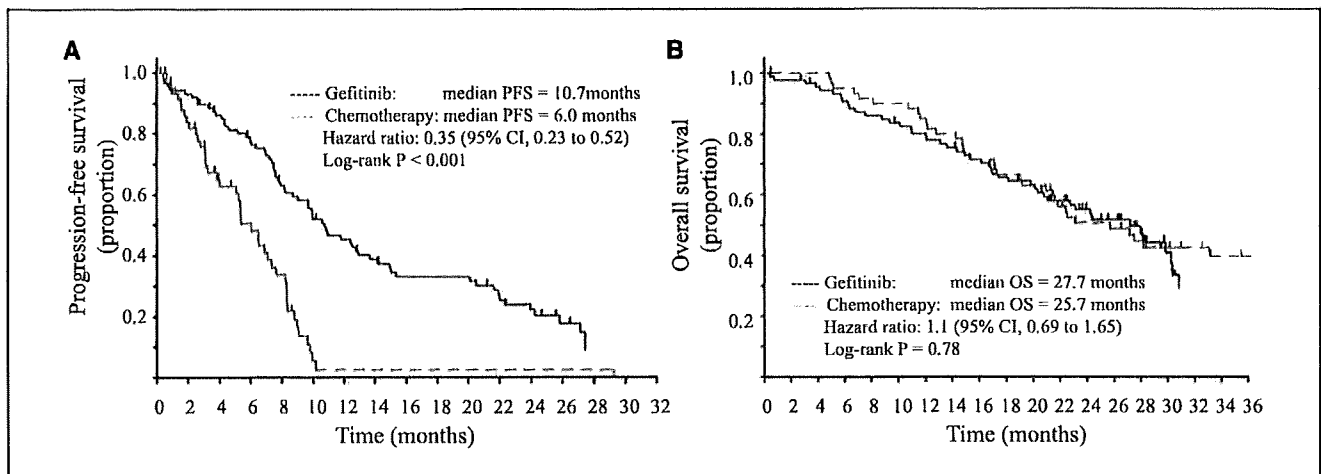 A
Progression-free survival
(proportion)
1.0
0.8
0.6
0.4
0.2
Gefitinib: median PFS = 10.7months
Chemotherapy: median PFS = 6.0 months
Hazard ratio: 0.35 (95% CI, 0.23 to 0.52)
Log-rank P < 0.001
0 2 4 6 8 10 12 14 16 18 20 22 24 26 28 30 32
Time (months)
B
Overall survival
(proportion)
1.0
0.8
0.6
0.4
0.2
Gefitinib: median OS = 27.7 months
Chemotherapy: median OS = 25.7 months
Hazard ratio: 1.1 (95% CI, 0.69 to 1.65)
Log-rank P = 0.78
0 2 4 6 8 10 12 14 16 18 20 22 24 26 28 30 32 34 36
Time (months)